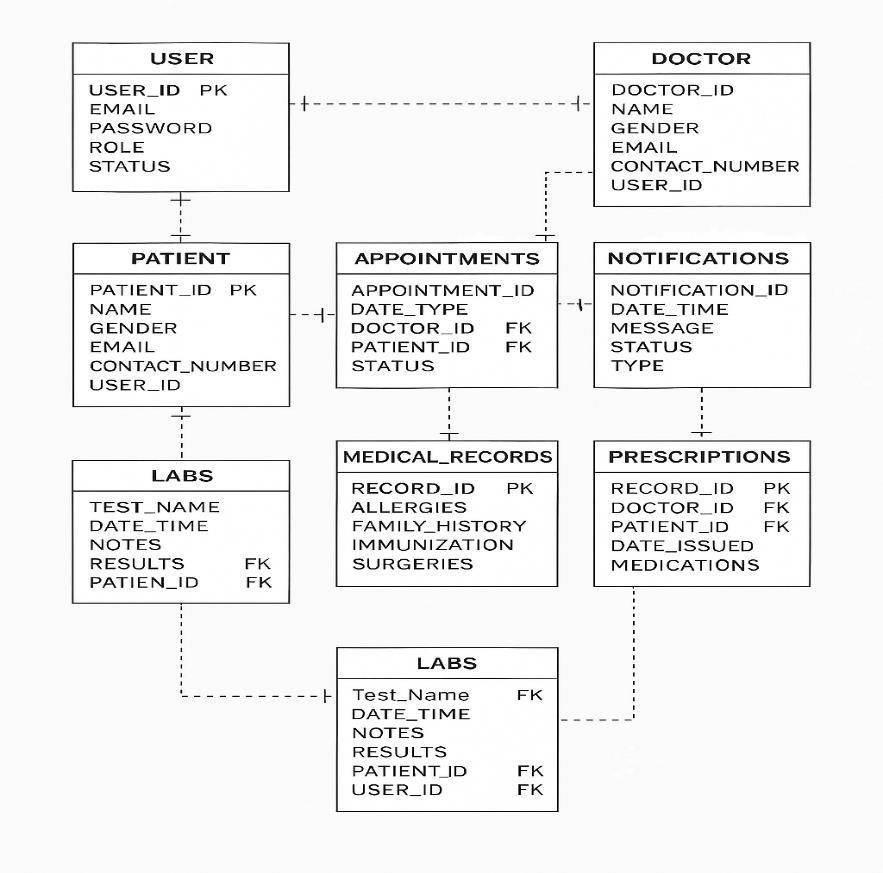 USER
USER_ID PK
EMAIL
PASSWORD
ROLE
STATUS
DOCTOR
DOCTOR_ID
NAME
GENDER
EMAIL
CONTACT_NUMBER
USER_ID
PATIENT
PATIENT_ID PK
NAME
GENDER
EMAIL
CONTACT_NUMBER
USER_ID
APPOINTMENTS
APPOINTMENT_ID
DATE_TYPE
DOCTOR_ID FK
PATIENT_ID FK
STATUS
NOTIFICATIONS
NOTIFICATION_ID
DATE_TIME
MESSAGE
STATUS
TYPE
LABS
TEST_NAME
DATE_TIME
NOTES
RESULTS FK
PATIEN_ID FK
MEDICAL_RECORDS
RECORD_ID PK
ALLERGIES
FAMILY_HISTORY
IMMUNIZATION
SURGERIES
PRESCRIPTIONS
RECORD_ID PK
DOCTOR_ID FK
PATIENT_ID FK
DATE_ISSUED
MEDICATIONS
LABS
Test_Name FK
DATE_TIME
NOTES
RESULTS
PATIENT_ID FK
USER_ID FK